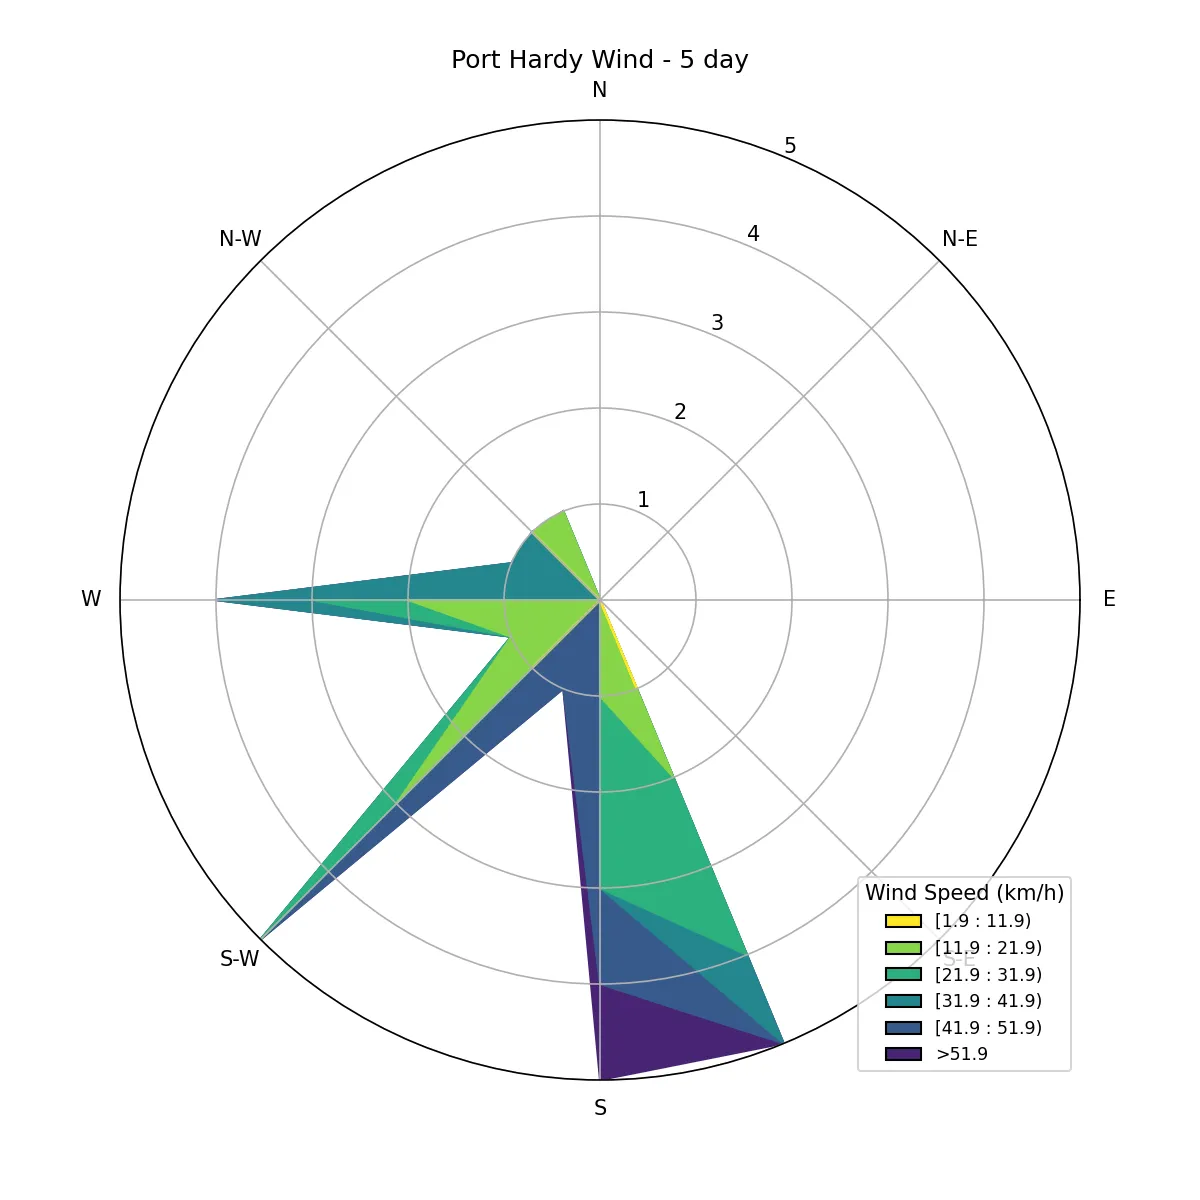 Port Hardy Wind - 5 day
N
5
N-W
4
N-E
3
2
1
W
E
Wind Speed (km/h)
[1.9 : 11.9)
[11.9 : 21.9)
S-W
S-E
[21.9 : 31.9)
[31.9 : 41.9)
[41.9 : 51.9)
>51.9
S